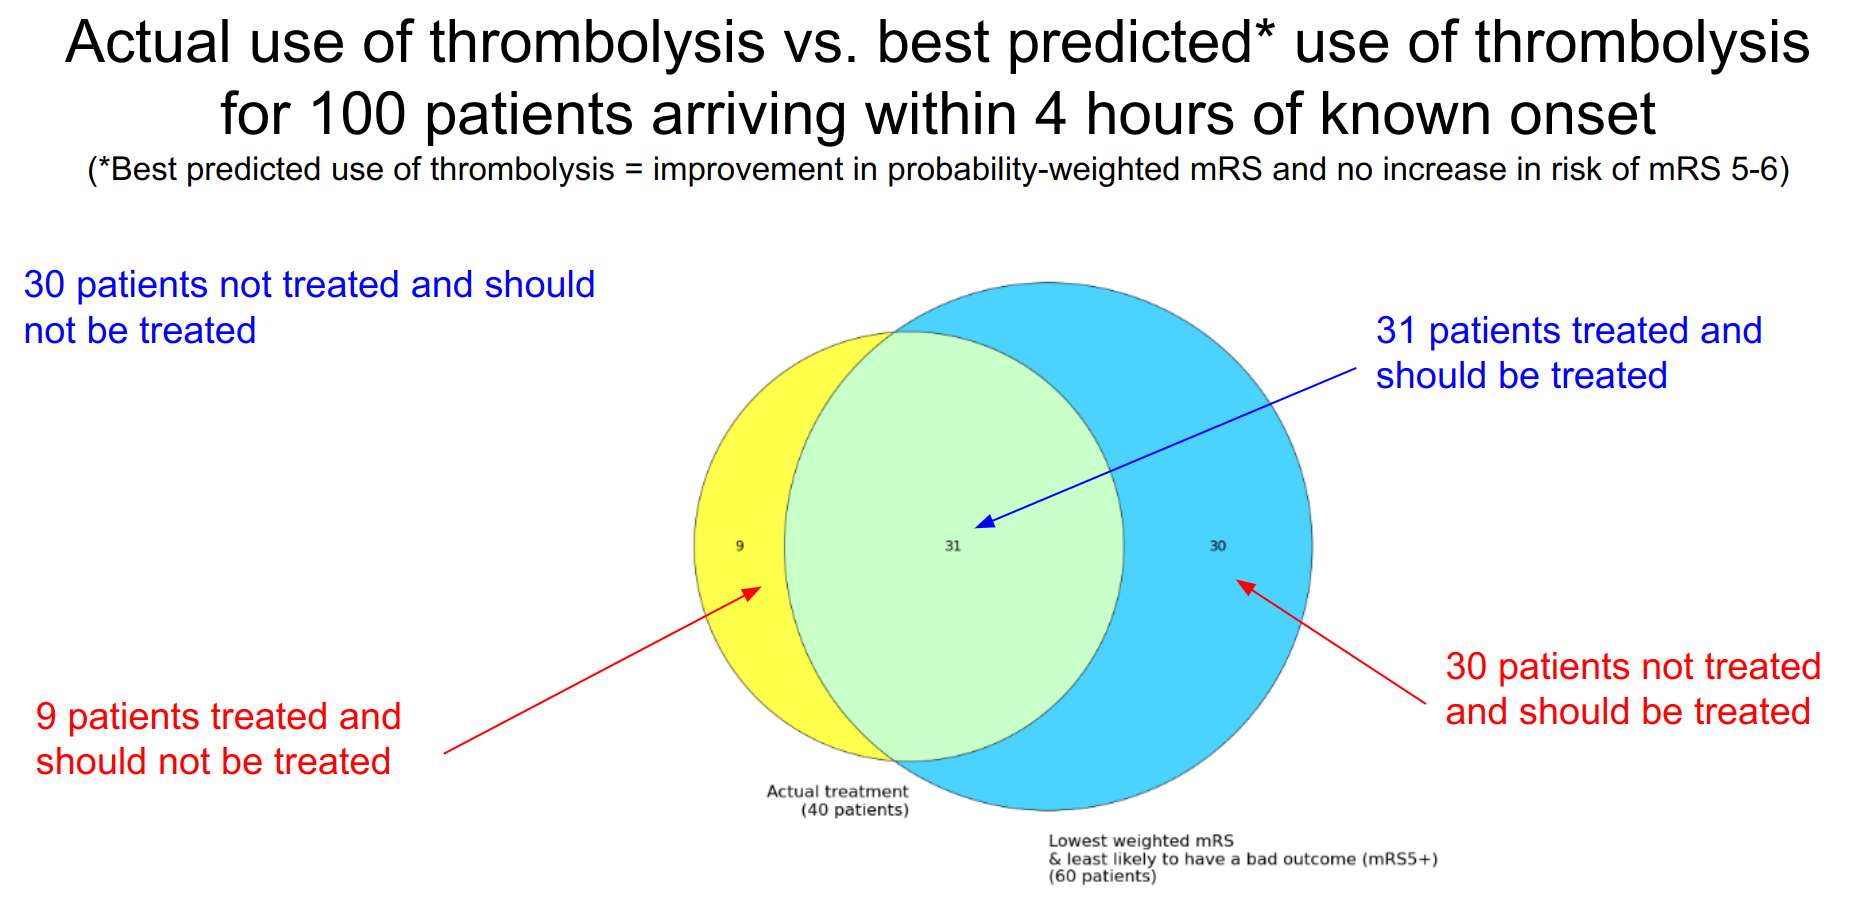 Actual use of thrombolysis vs. best predicted* use of thrombolysis
for 100 patients arriving within 4 hours of known onset
(*Best predicted use of thrombolysis = improvement in probability-weighted mRS and no increase in risk of mRS 5-6)
30 patients not treated and should
not be treated
31 patients treated and
should be treated
9
31
30
9 patients treated and
should not be treated
30 patients not treated
and should be treated
Actual treatment
(40 patients)
Lowest weighted mRS
& least likely to have a bad outcome (mRS5+)
(60 patients)